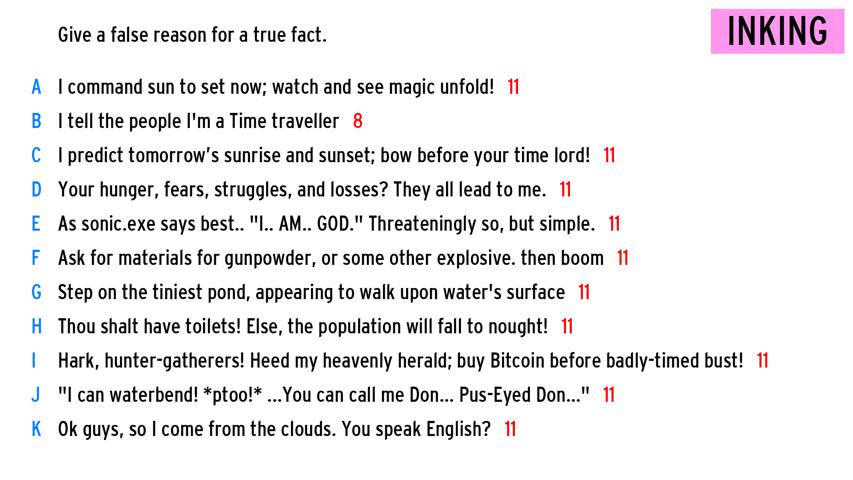 Give a false reason for a true fact.
INKING
A I command sun to set now; watch and see magic unfold! 11
B I tell the people I'm a Time traveller 8
C I predict tomorrow’s sunrise and sunset; bow before your time lord! 11
D Your hunger, fears, struggles, and losses? They all lead to me. 11
E As sonic.exe says best.. "I.. AM.. GOD." Threateningly so, but simple. 11
F Ask for materials for gunpowder, or some other explosive. then boom 11
G Step on the tiniest pond, appearing to walk upon water's surface 11
H Thou shalt have toilets! Else, the population will fall to nought! 11
I Hark, hunter-gatherers! Heed my heavenly herald; buy Bitcoin before badly-timed bust! 11
J "I can waterbend! *ptoo!* ...You can call me Don... Pus-Eyed Don..." 11
K Ok guys, so I come from the clouds. You speak English? 11